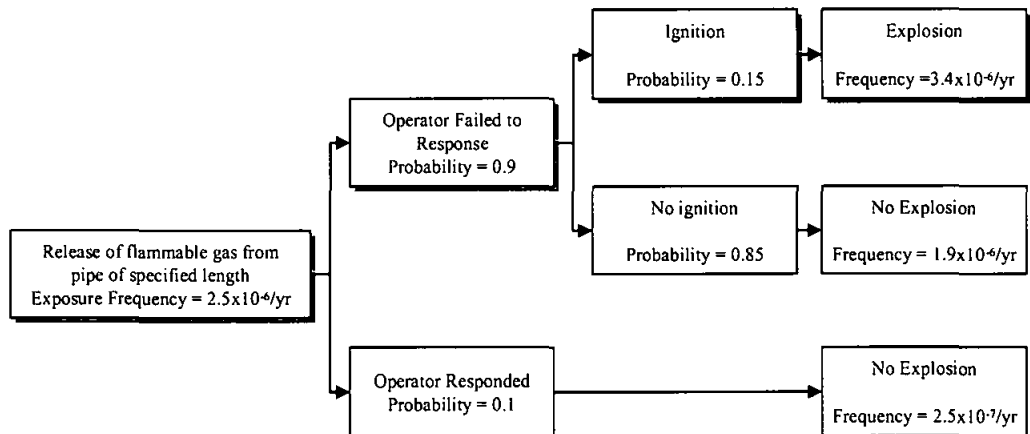 Ignition
Probability = 0.15
Explosion
Frequency =3.4x10⁻⁶/yr
Operator Failed to
Response
Probability = 0.9
No ignition
Probability = 0.85
No Explosion
Frequency = 1.9x10⁻⁶/yr
Release of flammable gas from
pipe of specified length
Exposure Frequency = 2.5x10⁻⁶/yr
Operator Responded
Probability = 0.1
No Explosion
Frequency = 2.5x10⁻⁷/yr